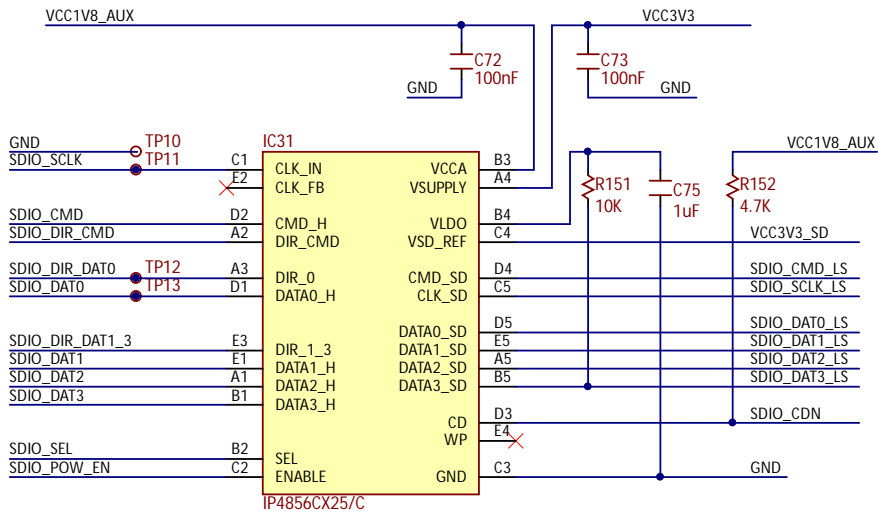 VCC1V8_AUX
VCC3V3
C72
100nF
C73
100nF
GND
GND
GND
TP10
IC31
VCC1V8_AUX
SDIO_SCLK
TP11
C1
CLK_IN
VCCA
B3
E2
CLK_FB
VSUPPLY
A4
R151
10K
C75
1uF
R152
4.7K
SDIO_CMD
D2
CMD_H
VLDO
B4
SDIO_DIR_CMD
A2
DIR_CMD
VSD_REF
C4
VCC3V3_SD
SDIO_DIR_DAT0
TP12
A3
DIR_0
CMD_SD
D4
SDIO_CMD_LS
SDIO_DAT0
TP13
D1
DATA0_H
CLK_SD
C5
SDIO_SCLK_LS
DATA0_SD
D5
SDIO_DAT0_LS
SDIO_DIR_DAT1_3
E3
DIR_1_3
DATA1_SD
E5
SDIO_DAT1_LS
SDIO_DAT1
E1
DATA1_H
DATA2_SD
A5
SDIO_DAT2_LS
SDIO_DAT2
A1
DATA2_H
DATA3_SD
B5
SDIO_DAT3_LS
SDIO_DAT3
B1
DATA3_H
CD
D3
SDIO_CDN
WP
E4
SDIO_SEL
B2
SEL
SDIO_POW_EN
C2
ENABLE
GND
C3
GND
IP4856CX25/C